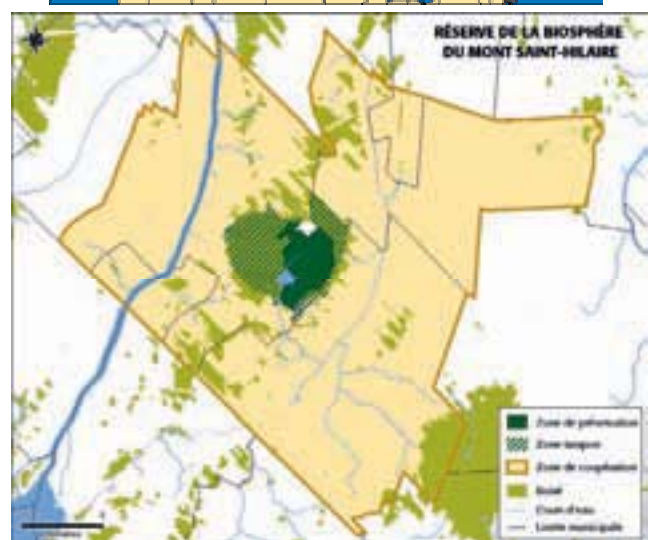 RÉSERVE DE LA BIOSPHÈRE
DU MONT SAINT-HILAIRE
Zone de préservation
Zone tampon
Zone de coopération
Boisé
Cours d'eau
Limite municipale